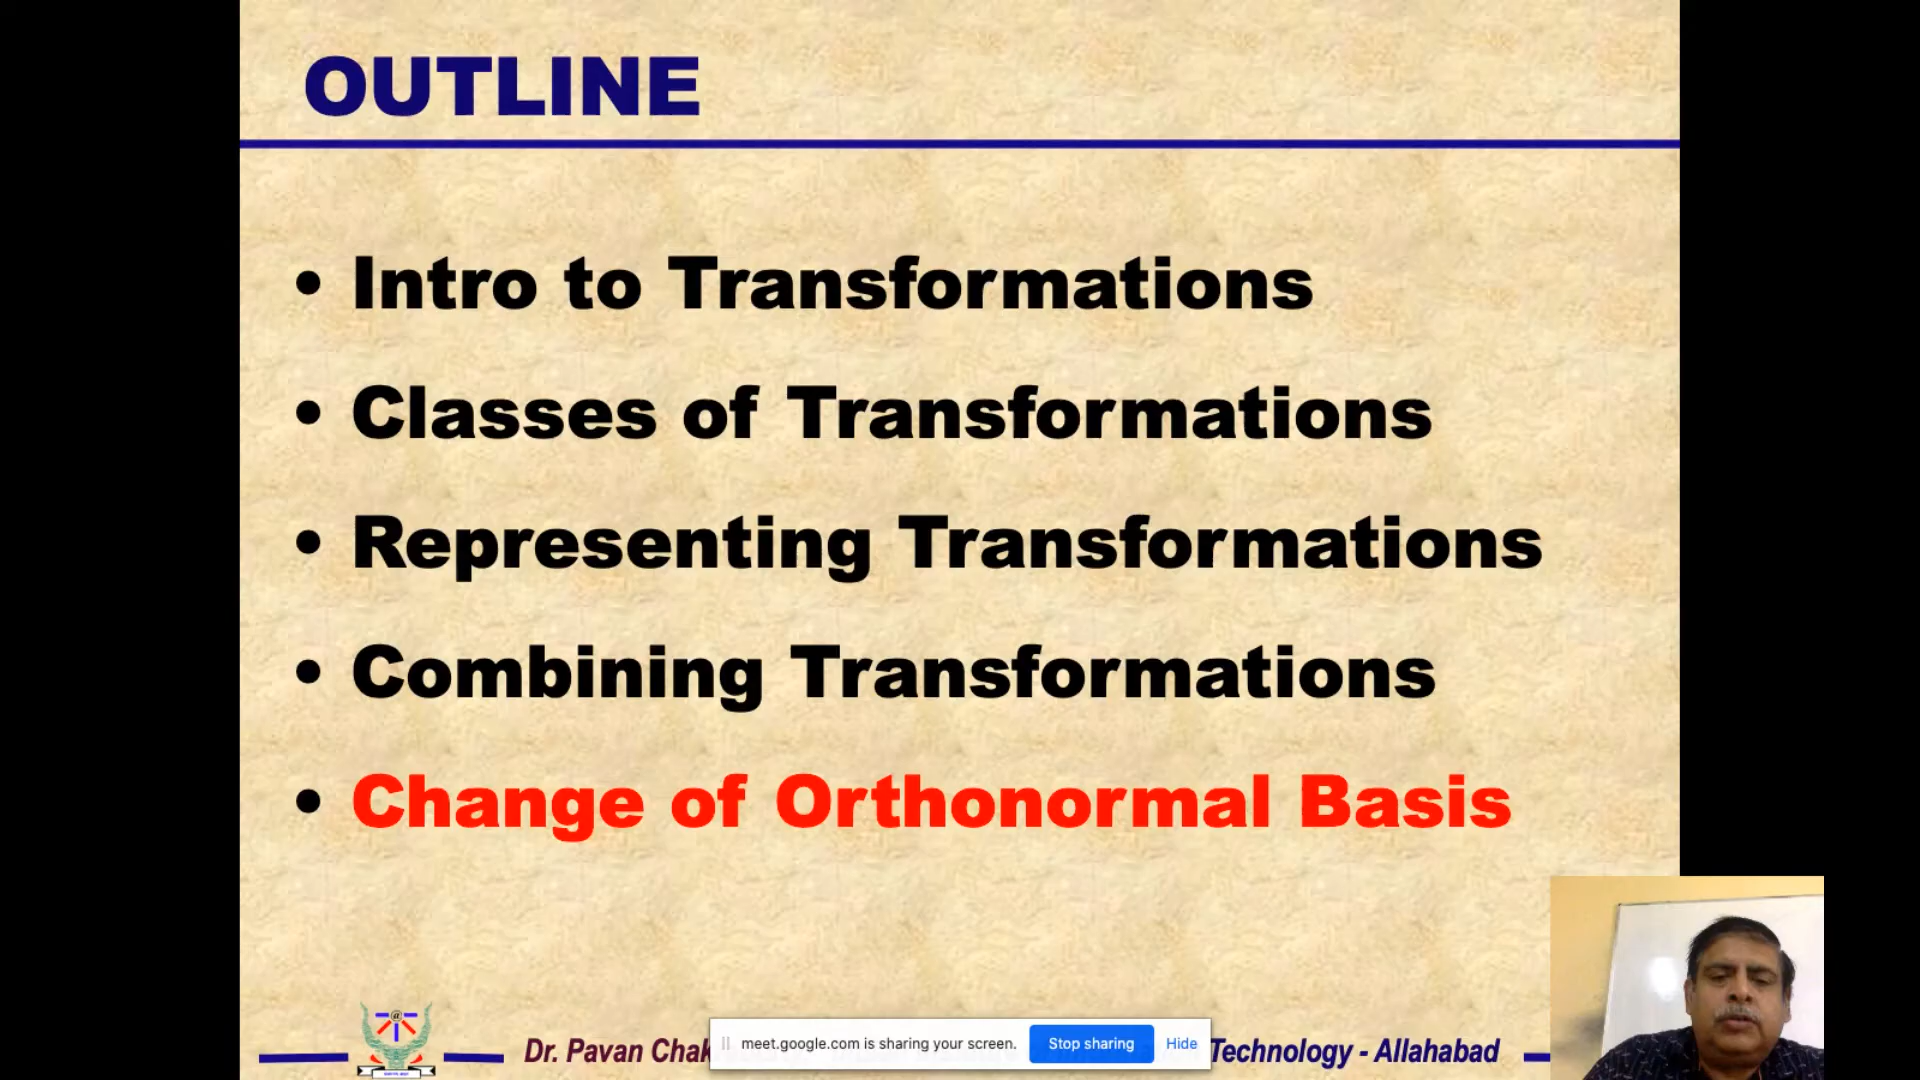 OUTLINE
• Intro to Transformations
• Classes of Transformations
• Representing Transformations
• Combining Transformations
• Change of Orthonormal Basis
Dr. Pavan Chak
meet.google.com is sharing your screen. Stop sharing Hide
Technology - Allahabad